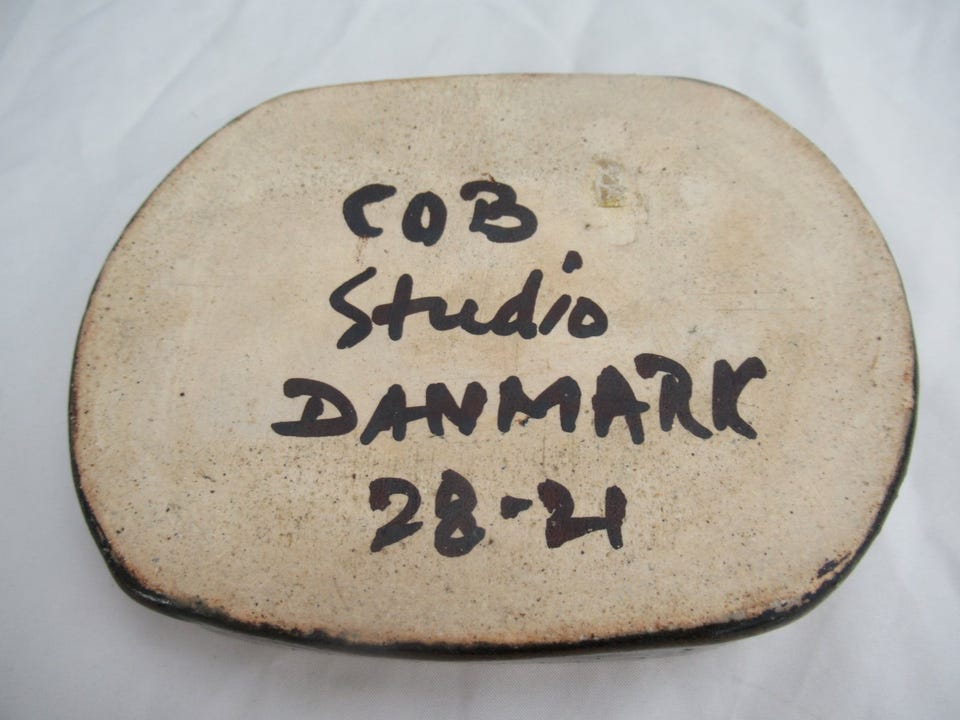 COB
Studio
DANMARK
28-21